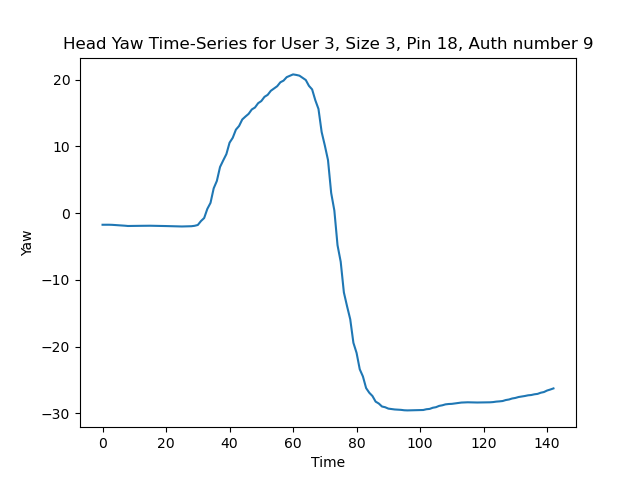 Head Yaw Time-Series for User 3, Size 3, Pin 18, Auth number 9
20
10
0
−10
−20
−30
Yaw
0 20 40 60 80 100 120 140
Time